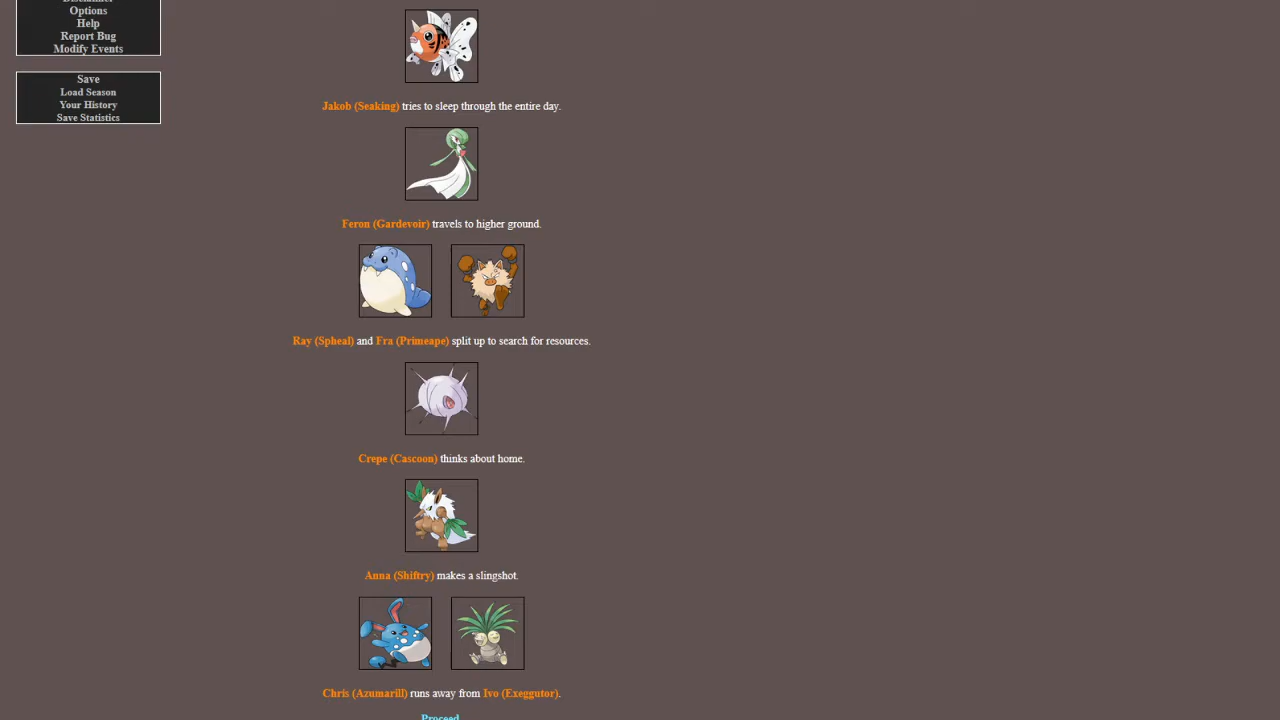 Disclaimer
Options
Help
Report Bug
Modify Events
Save
Load Season
Your History
Save Statistics
Jakob (Seaking) tries to sleep through the entire day.
Feron (Gardevoir) travels to higher ground.
Ray (Spheal) and Fra (Primeape) split up to search for resources.
Crepe (Cascoon) thinks about home.
Anna (Shiftry) makes a slingshot.
Chris (Azumarill) runs away from Ivo (Exeggutor).
Proceed